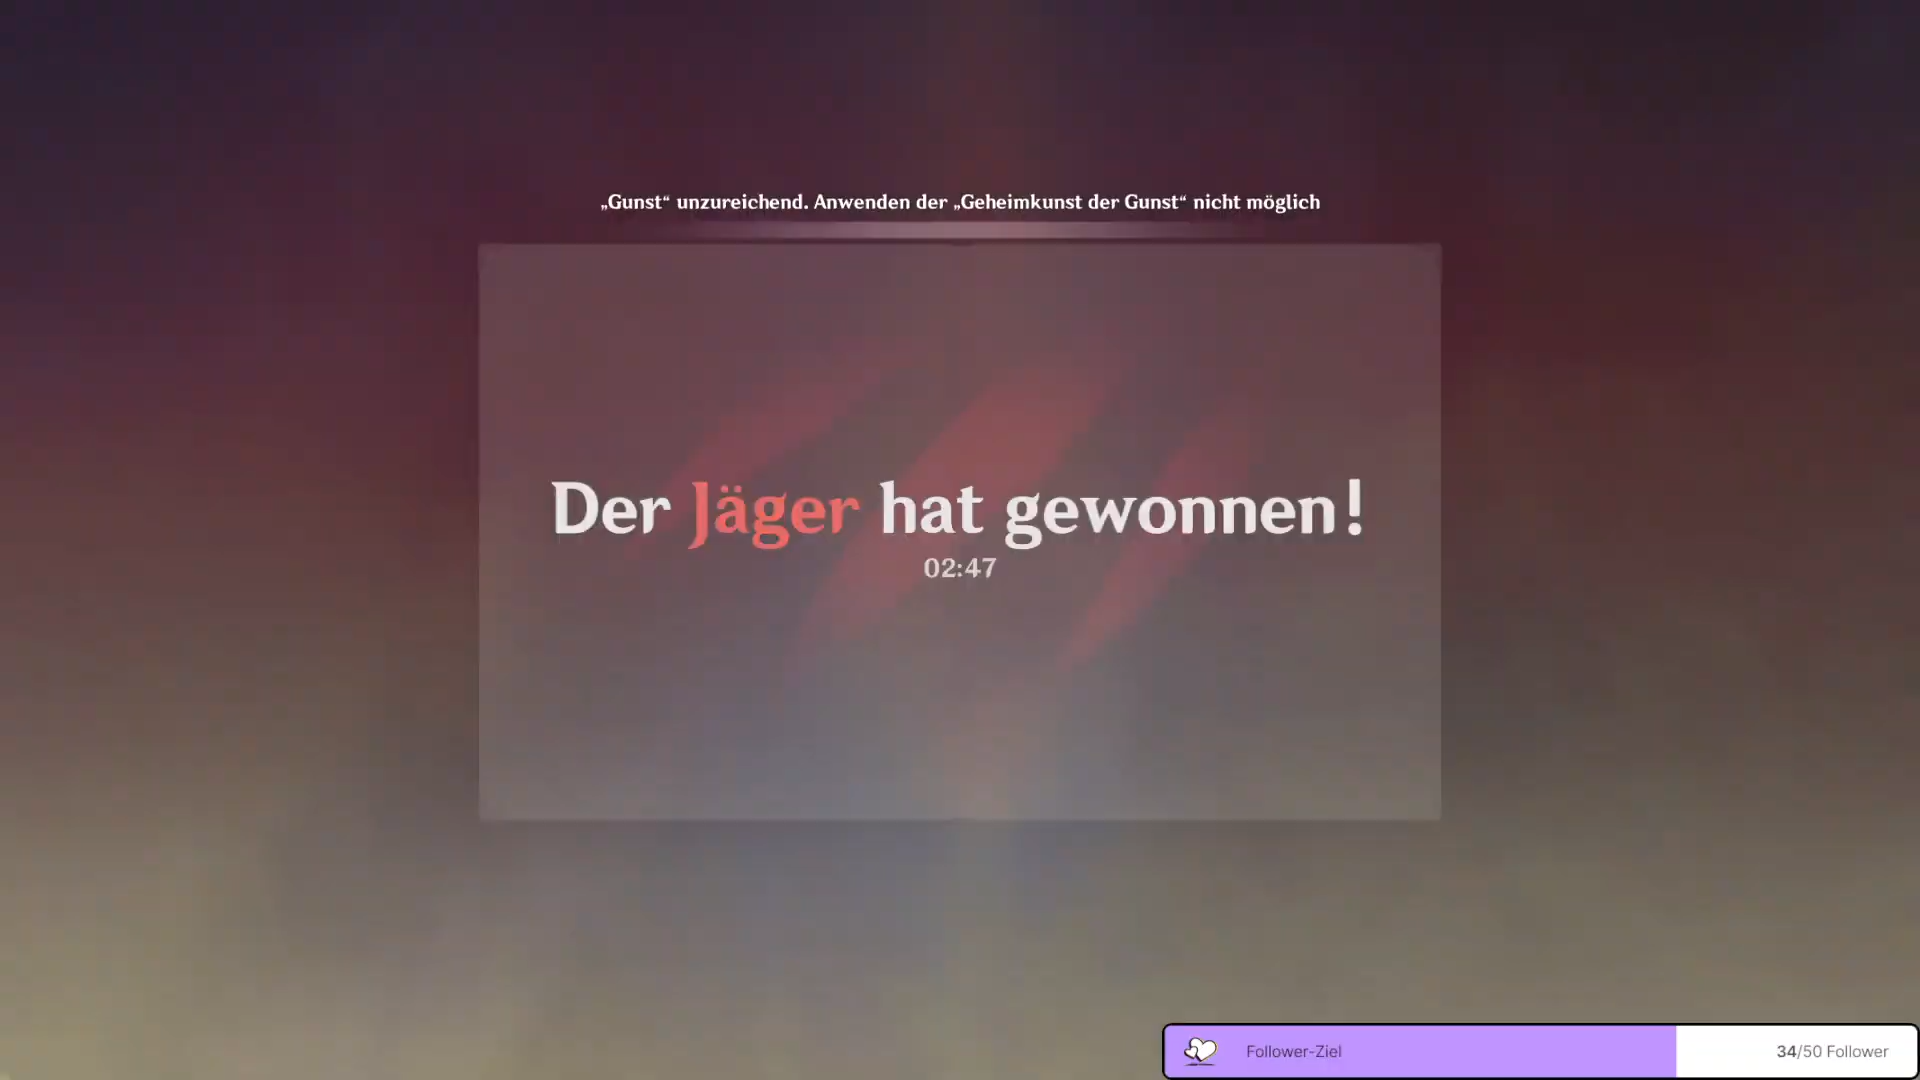 „Gunst“ unzureichend. Anwenden der „Geheimkunst der Gunst“ nicht möglich
Der Jäger hat gewonnen!
02:47
Follower-Ziel
34/50 Follower